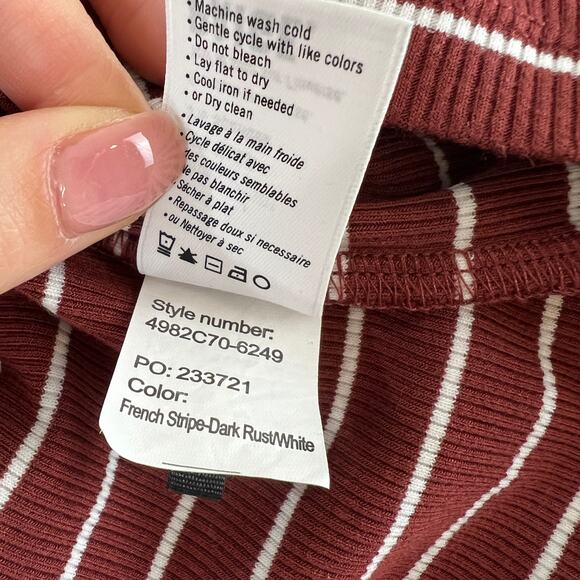 • Machine wash cold
• Gentle cycle with like colors
• Do not bleach
• Lay flat to dry
• Cool iron if needed
• or Dry clean
• Lavage à la main froide
• Cycle délicat avec
des couleurs semblables
pas blanchir
Sécher à plat
• Repassage doux si necessaire
• ou Nettoyer à sec
Style number:
4982C70-6249
PO: 233721
Color:
French Stripe-Dark Rust/White